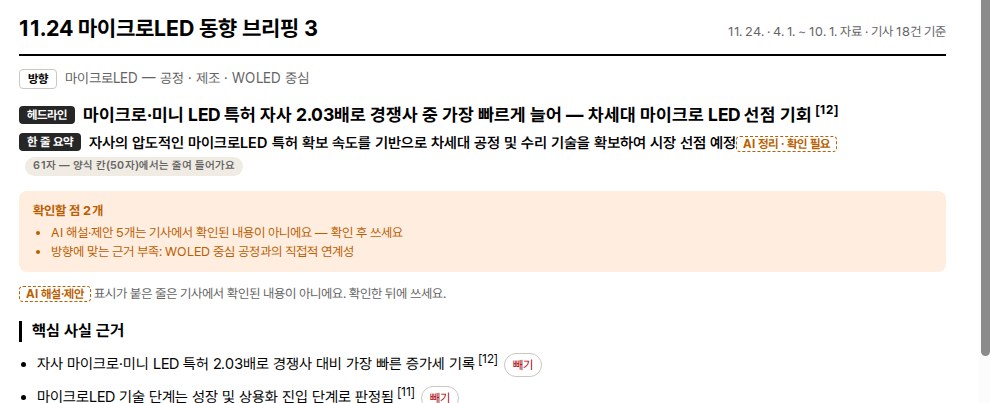 11.24 마이크로LED 동향 브리핑 3
11. 24. · 4. 1. ~ 10. 1. 자료 · 기사 18건 기준
방향 마이크로LED — 공정 · 제조 · WOLED 중심
헤드라인 마이크로·미니 LED 특허 자사 2.03배로 경쟁사 중 가장 빠르게 늘어 — 차세대 마이크로 LED 선점 기회 [12]
한 줄 요약 자사의 압도적인 마이크로LED 특허 확보 속도를 기반으로 차세대 공정 및 수리 기술을 확보하여 시장 선점 예정 AI 정리 · 확인 필요
61자 — 양식 칸(50자)에서는 줄여 들어가요
확인할 점 2개
• AI 해설·제안 5개는 기사에서 확인된 내용이 아니에요 — 확인 후 쓰세요
• 방향에 맞는 근거 부족: WOLED 중심 공정과의 직접적 연계성
AI 해설·제안 표시가 붙은 줄은 기사에서 확인된 내용이 아니에요. 확인한 뒤에 쓰세요.
핵심 사실 근거
• 자사 마이크로·미니 LED 특허 2.03배로 경쟁사 대비 가장 빠른 증가세 기록 [12] 빼기
• 마이크로LED 기술 단계는 성장 및 상용화 진입 단계로 판정됨 [11] 빼기